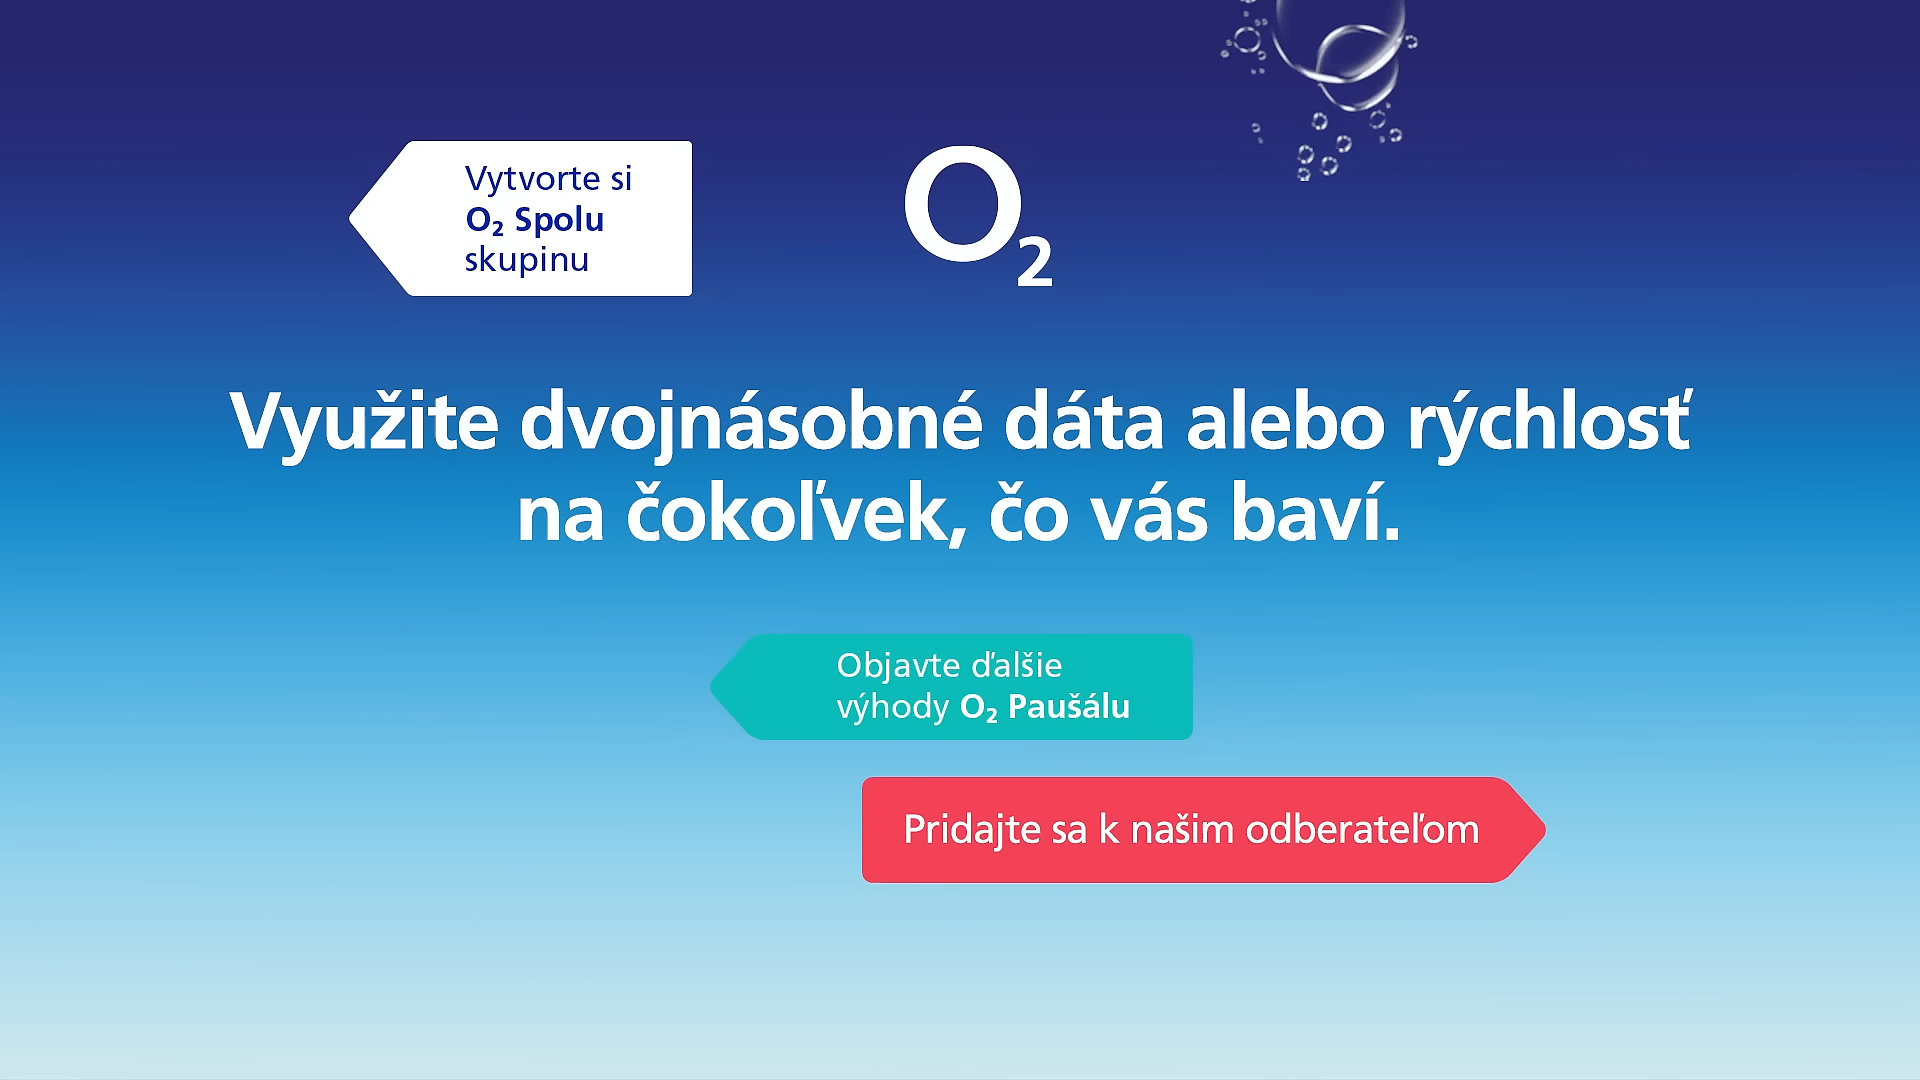 Vytvorte si
O₂ Spolu
skupinu
O₂
Využite dvojnásobné dáta alebo rýchlosť
na čokoľvek, čo vás baví.
Objavte ďalšie
výhody O₂ Paušálu
Pridajte sa k našim odberateľom